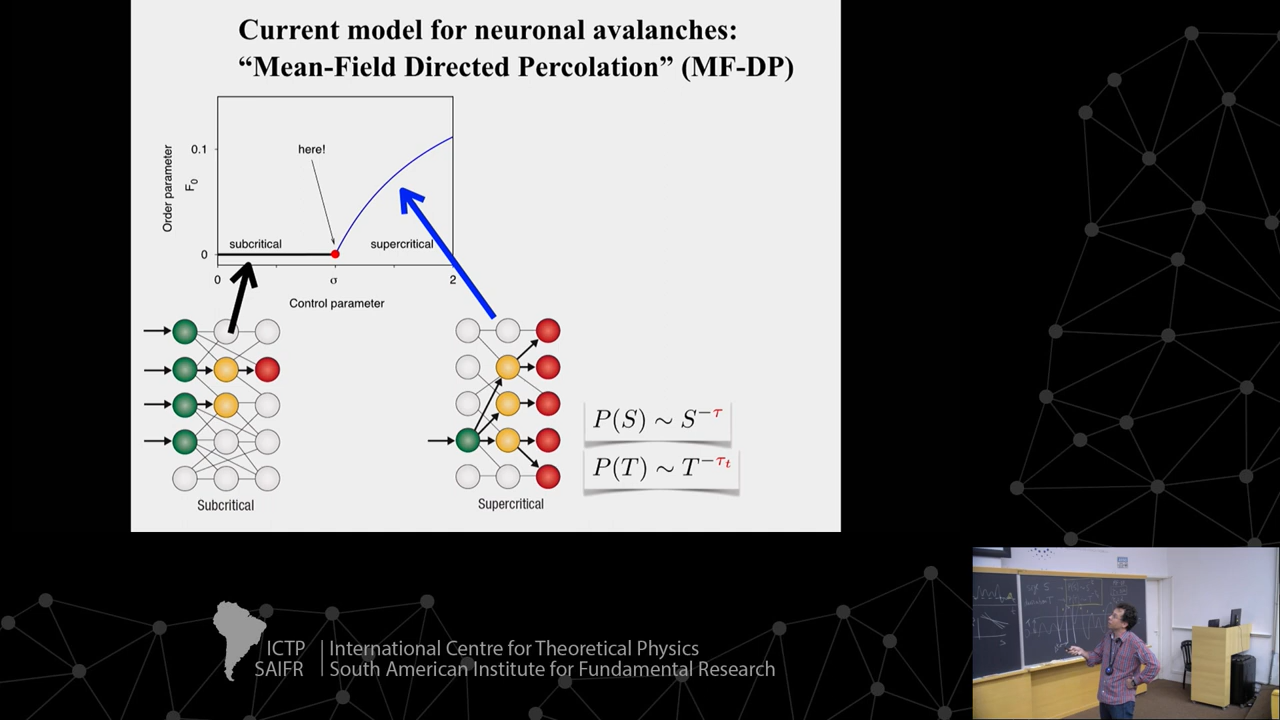 Current model for neuronal avalanches:
“Mean-Field Directed Percolation” (MF-DP)
Order parameter
F₀
0.1
0
here!
subcritical
supercritical
0
σ
2
Control parameter
Subcritical
Supercritical
P(S) ~ S^{-τ}
P(T) ~ T^{-τ_t}
ICTP
SAIFR
International Centre for Theoretical Physics
South American Institute for Fundamental Research